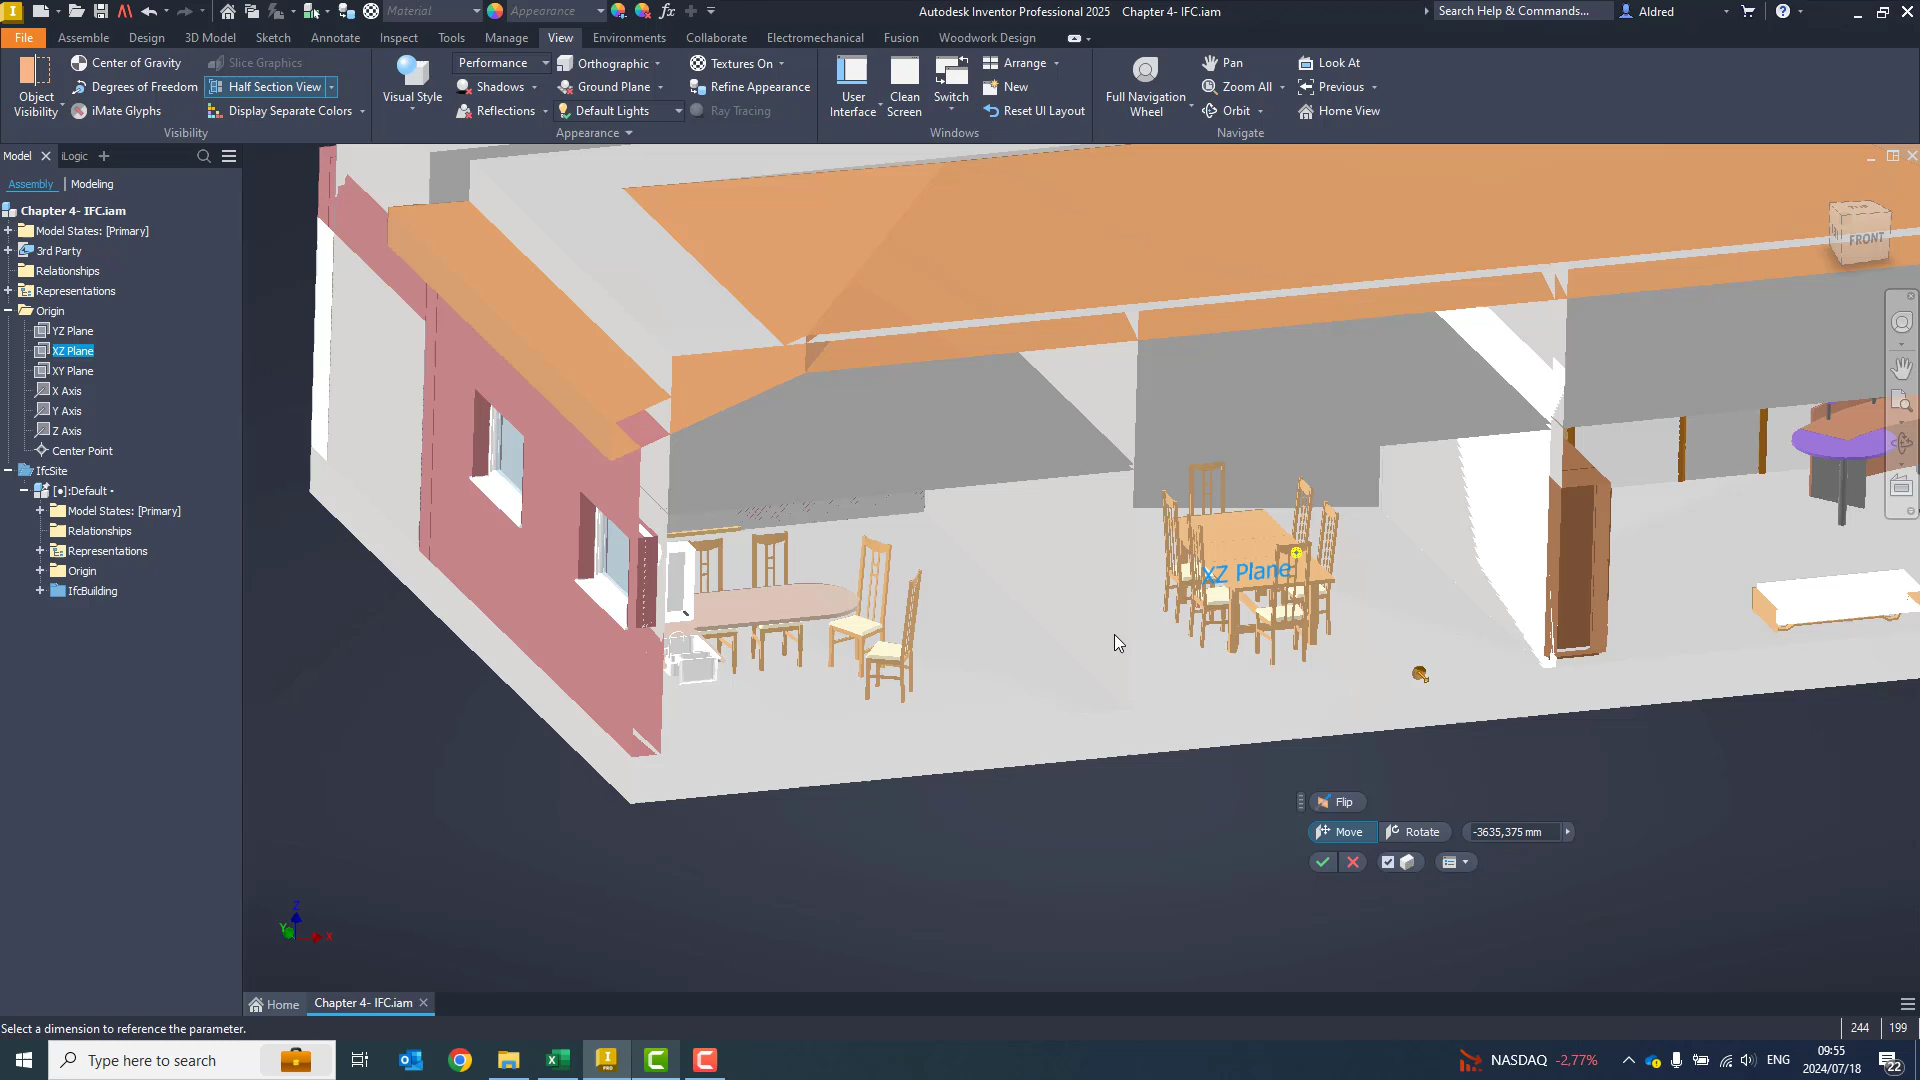 Material
Appearance
Autodesk Inventor Professional 2025 Chapter 4- IFC.iam
Search Help & Commands...
Aldred
File
Assemble
Design
3D Model
Sketch
Annotate
Inspect
Tools
Manage
View
Environments
Collaborate
Electromechanical
Fusion
Woodwork Design
Object Visibility
Center of Gravity
Degrees of Freedom
iMate Glyphs
Slice Graphics
Half Section View
Display Separate Colors
Visibility
Visual Style
Performance
Shadows
Reflections
Orthographic
Ground Plane
Default Lights
Textures On
Refine Appearance
Ray Tracing
Appearance
User Interface
Clean Screen
Switch
Arrange
New
Reset UI Layout
Windows
Full Navigation Wheel
Pan
Zoom All
Orbit
Look At
Previous
Home View
Navigate
Model
iLogic
Assembly | Modeling
Chapter 4- IFC.iam
Model States: [Primary]
3rd Party
Relationships
Representations
Origin
YZ Plane
XZ Plane
XY Plane
X Axis
Y Axis
Z Axis
Center Point
IfcSite
[•]:Default
Model States: [Primary]
Relationships
Representations
Origin
IfcBuilding
FRONT
XZ Plane
Flip
Move
Rotate
-3635,375 mm
Z
Y
X
Home
Chapter 4- IFC.iam
Select a dimension to reference the parameter.
244
199
Type here to search
NASDAQ -2,77%
ENG
09:55
2024/07/18
22